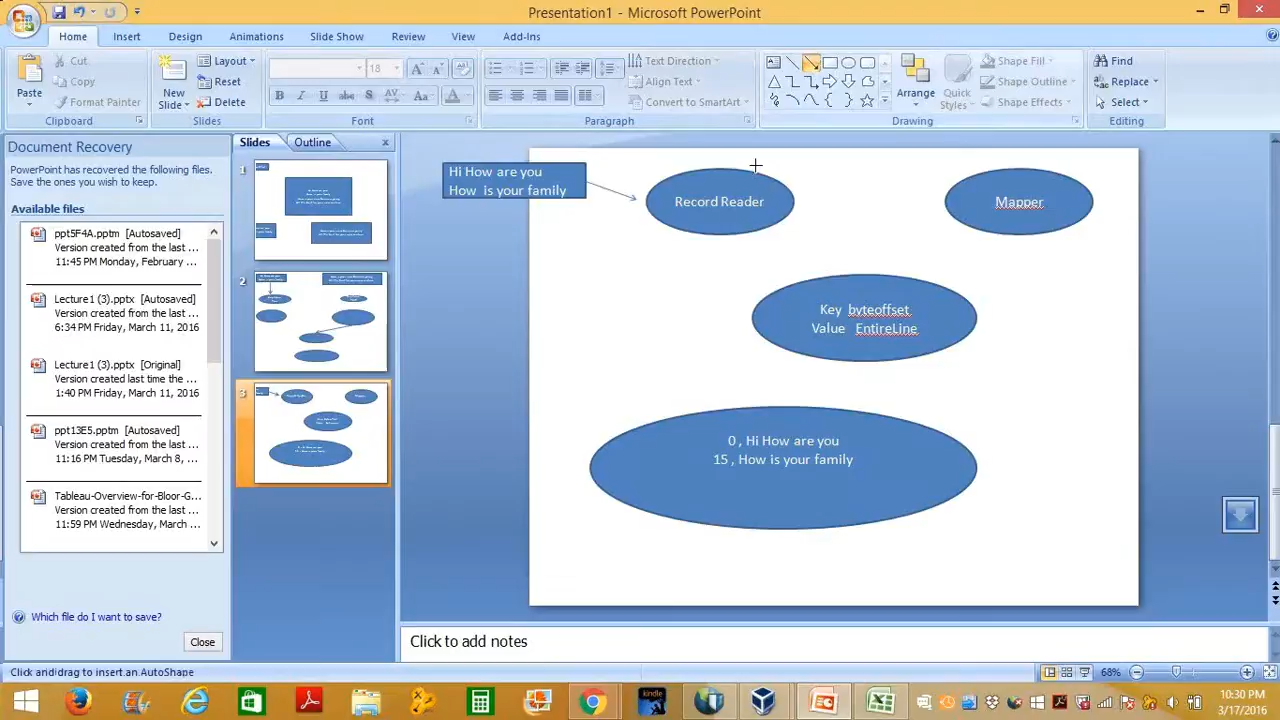 Presentation1 - Microsoft PowerPoint
Home
Insert
Design
Animations
Slide Show
Review
View
Add-Ins
Paste
Cut
Copy
Format Painter
Clipboard
New
Slide
Layout
Reset
Delete
Slides
18
Font
Text Direction
Align Text
Convert to SmartArt
Paragraph
Arrange
Quick
Styles
Shape Fill
Shape Outline
Shape Effects
Drawing
Find
Replace
Select
Editing
Document Recovery
PowerPoint has recovered the following files.
Save the ones you wish to keep.
Available files
ppt5F4A.pptm [Autosaved]
Version created from the last ...
11:45 PM Monday, February ...
Lecture1 (3).pptx [Autosaved]
Version created from the last ...
6:34 PM Friday, March 11, 2016
Lecture1 (3).pptx [Original]
Version created last time the ...
1:40 PM Friday, March 11, 2016
ppt13E5.pptm [Autosaved]
Version created from the last ...
11:16 PM Tuesday, March 8, ...
Tableau-Overview-for-Bloor-G...
Version created from the last ...
11:59 PM Wednesday, March ...
Which file do I want to save?
Close
Slides
Outline
1
2
3
Hi How are you
How is your family
Record Reader
Mapper
Key byteoffset
Value EntireLine
0 , Hi How are you
15 , How is your family
Click to add notes
Click and drag to insert an AutoShape
68%
kindle
10:30 PM
3/17/2016